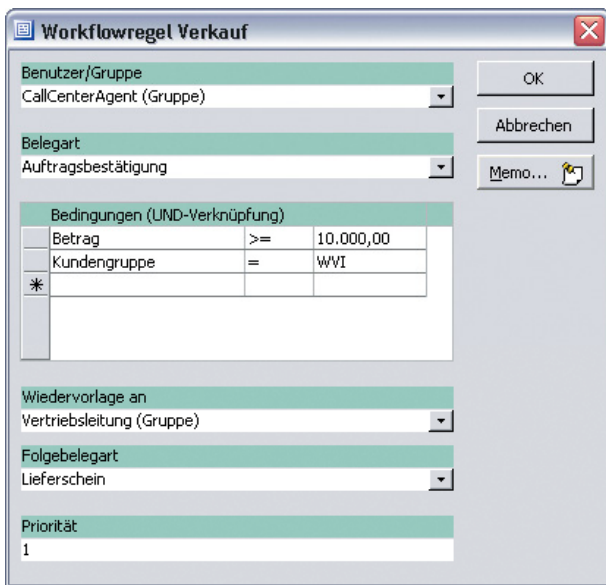 Workflowregel Verkauf
Benutzer/Gruppe
CallCenterAgent (Gruppe)
OK
Abbrechen
Memo...
Belegart
Auftragsbestätigung
Bedingungen (UND-Verknüpfung)
Betrag >= 10.000,00
Kundengruppe = WVI
Wiedervorlage an
Vertriebsleitung (Gruppe)
Folgebelegart
Lieferschein
Priorität
1